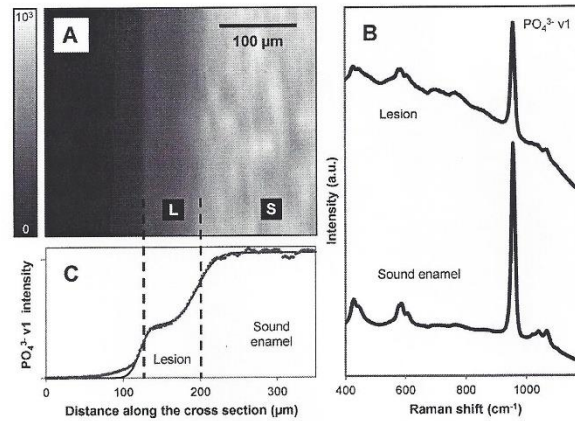 10³
0
A
100 µm
L
S
C
PO₄³⁻ ν1 intensity
Lesion
Sound
enamel
0
100
200
300
Distance along the cross section (µm)
B
PO₄³⁻ ν1
Lesion
Sound enamel
Intensity (a.u.)
400
600
800
1000
Raman shift (cm⁻¹)